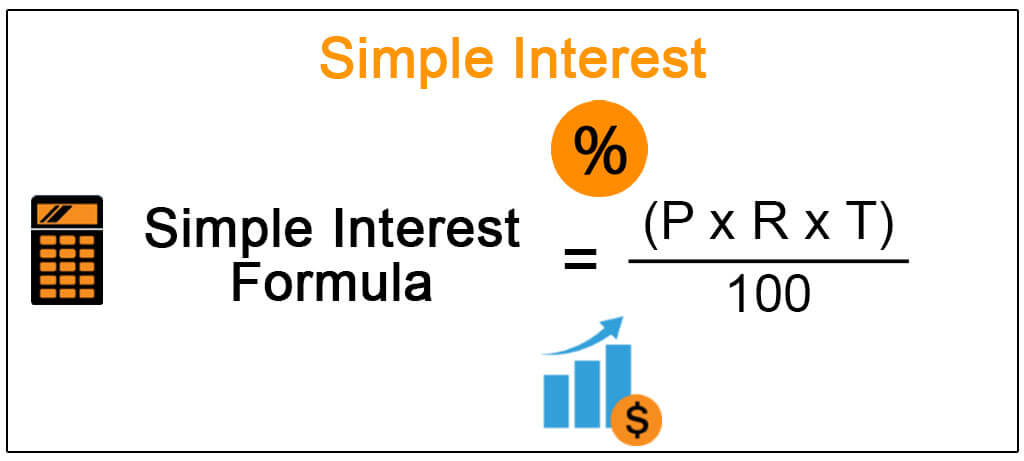 Simple Interest
%
Simple Interest
Formula
=
(P x R x T)
100
$